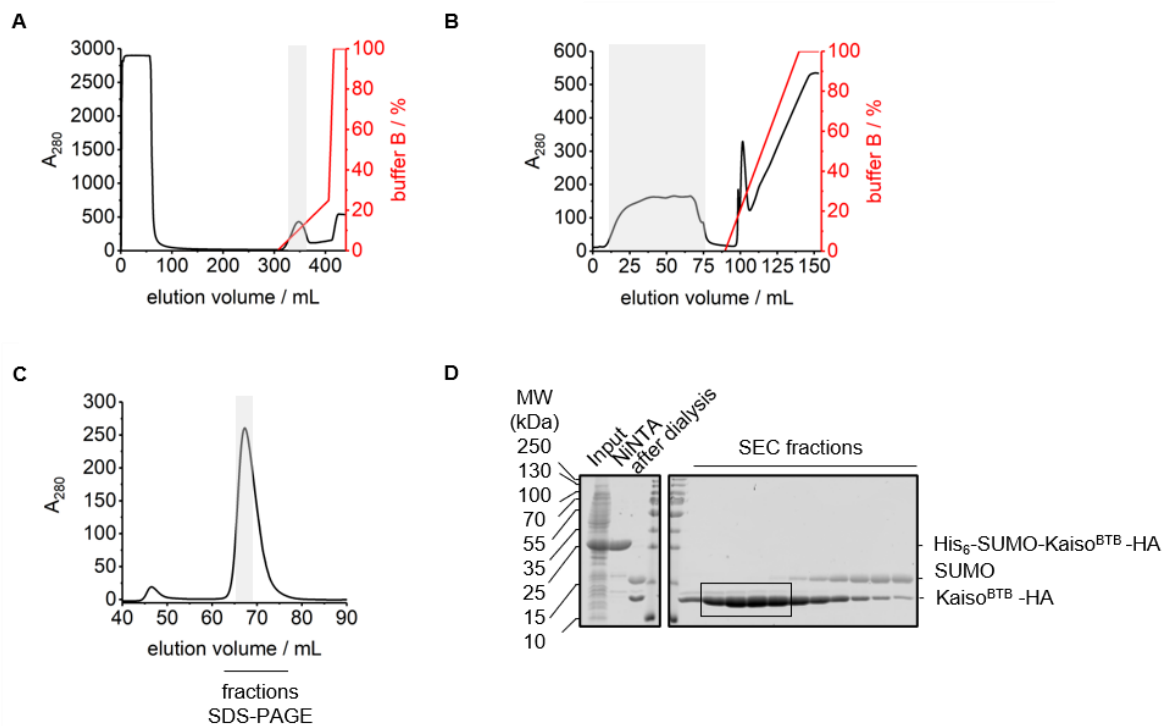 A
3000
2500
2000
1500
1000
500
0
A280
0 100 200 300 400
elution volume / mL
100
80
60
40
20
0
buffer B / %
B
600
500
400
300
200
100
0
A280
0 25 50 75 100 125 150
elution volume / mL
100
80
60
40
20
0
buffer B / %
C
300
250
200
150
100
50
0
A280
40 50 60 70 80 90
elution volume / mL
fractions
SDS-PAGE
D
MW
(kDa)
250
130
100
70
55
35
25
15
10
Input
NiNTA
after dialysis
SEC fractions
His6-SUMO-KaisoBTB-HA
SUMO
KaisoBTB-HA